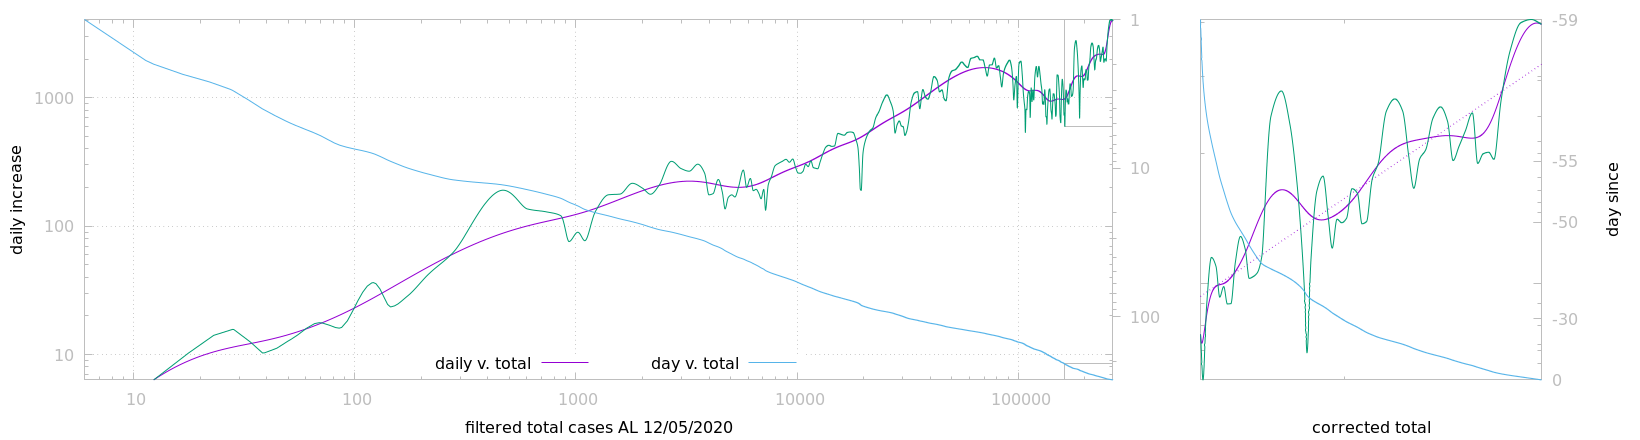 daily increase
1000
100
10
10
100
1000
10000
100000
1
10
100
daily v. total
day v. total
filtered total cases AL 12/05/2020
-59
-55
-50
-30
0
day since
corrected total